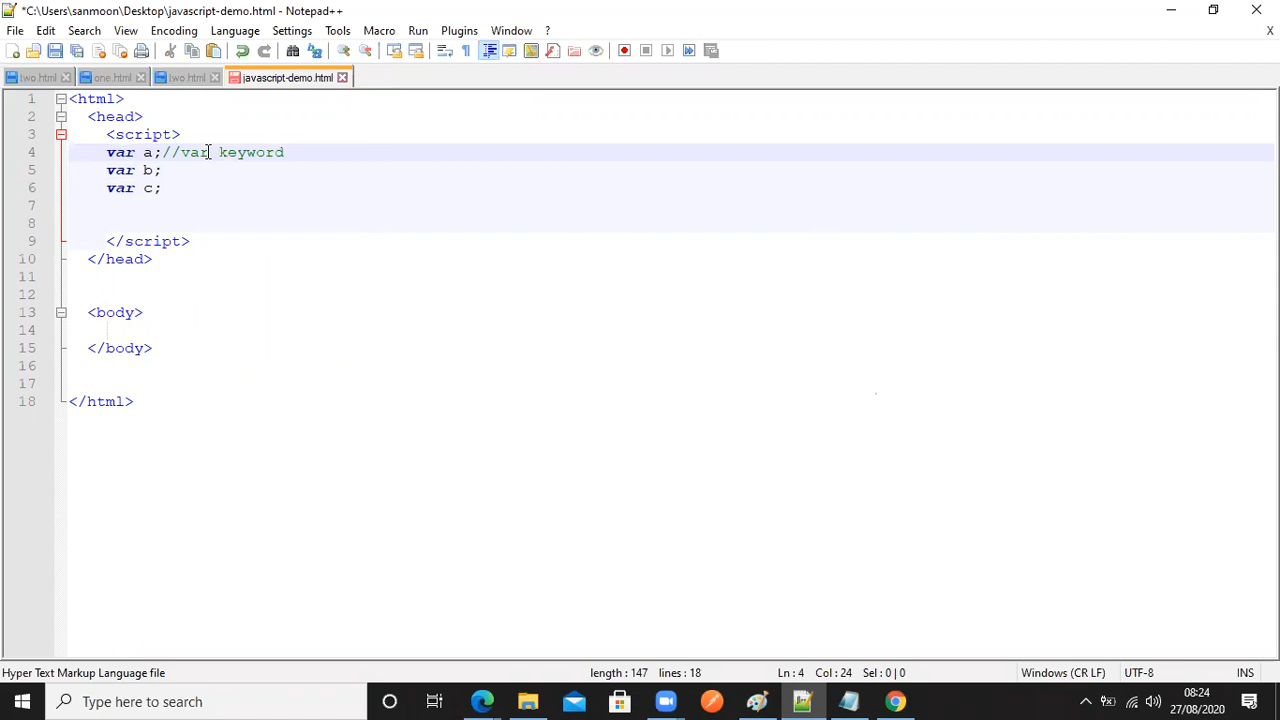 *C:\Users\sanmoon\Desktop\javascript-demo.html - Notepad++
File Edit Search View Encoding Language Settings Tools Macro Run Plugins Window ? X
two.html one.html two.html javascript-demo.html
1 <html>
2 <head>
3 <script>
4 var a;//var keyword
5 var b;
6 var c;
7
8
9 </script>
10 </head>
11
12
13 <body>
14
15 </body>
16
17
18 </html>
Hyper Text Markup Language file length : 147 lines : 18 Ln : 4 Col : 24 Sel : 0 | 0 Windows (CR LF) UTF-8 INS
Type here to search 08:24
27/08/2020